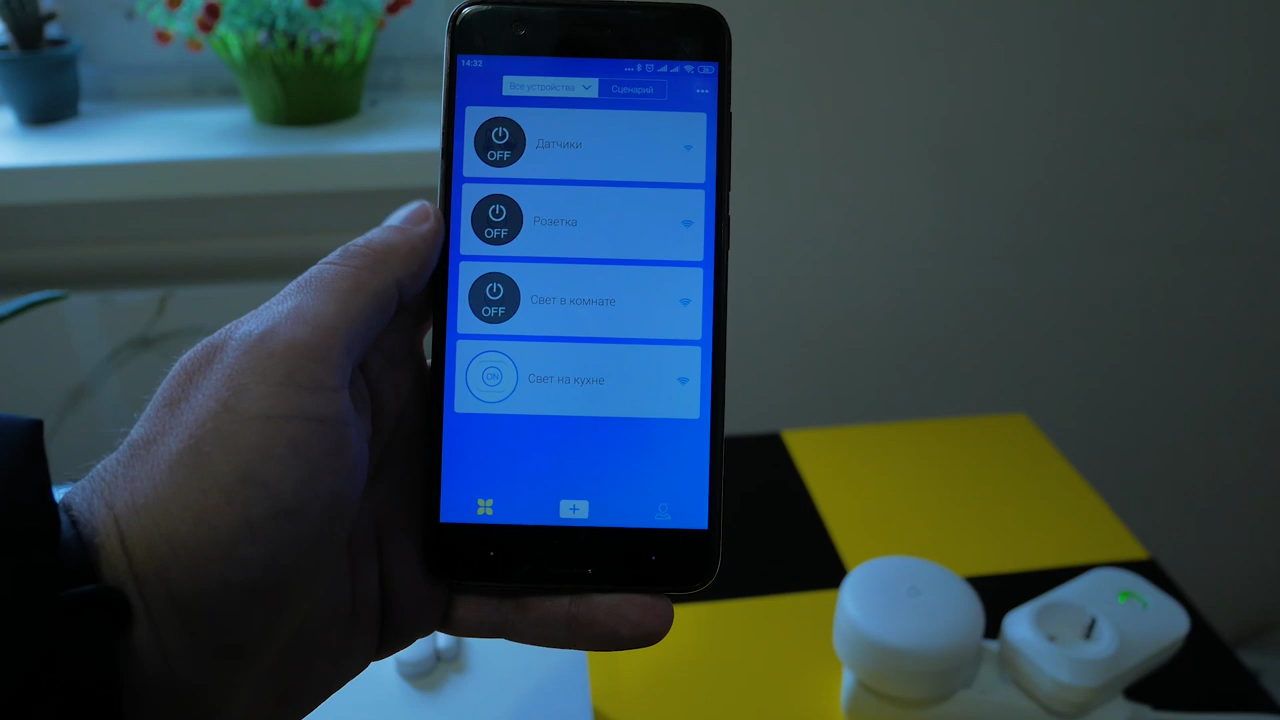 14:32
Все устройства Сценарий
OFF Датчики
OFF Розетка
OFF Свет в комнате
ON Свет на кухне